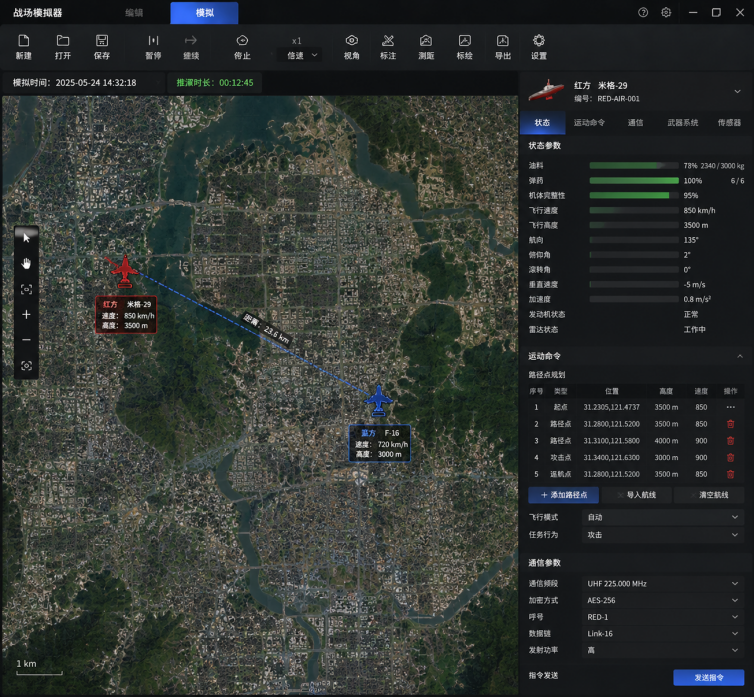 战场模拟器
编辑
模拟
新建
打开
保存
暂停
继续
停止
x1
倍速
视角
标注
测距
标绘
导出
设置
模拟时间：2025-05-24 14:32:18
时长：00:12:45
红方 米格-29
速度：850 km/h
高度：3500 m
距离：23.6 km
蓝方 F-16
速度：720 km/h
高度：3000 m
1 km
红方 米格-29
编号：RED-AIR-001
状态
运动命令
通信
武器系统
传感器
状态参数
油料 78% 2340 / 3000 kg
弹药 100% 6 / 6
机体完整性 95%
飞行速度 850 km/h
飞行高度 3500 m
航向 135°
俯仰角 2°
滚转角 0°
垂直速度 -5 m/s
加速度 0.8 m/s²
发动机状态 正常
雷达状态 工作中
运动命令
路径点规划
序号 类型 位置 高度 速度 操作
1 起点 31.2305,121.4737 3500 m 850
2 路径点 31.2800,121.5200 3500 m 850
3 路径点 31.3100,121.5800 4000 m 900
4 攻击点 31.3400,121.6300 3000 m 900
5 返航点 31.2800,121.5200 3500 m 850
+ 添加路径点
导入航线
清空航线
飞行模式 自动
任务行为 攻击
通信参数
通信频段 UHF 225.000 MHz
加密方式 AES-256
呼号 RED-1
数据链 Link-16
发射功率 高
指令发送
发送指令